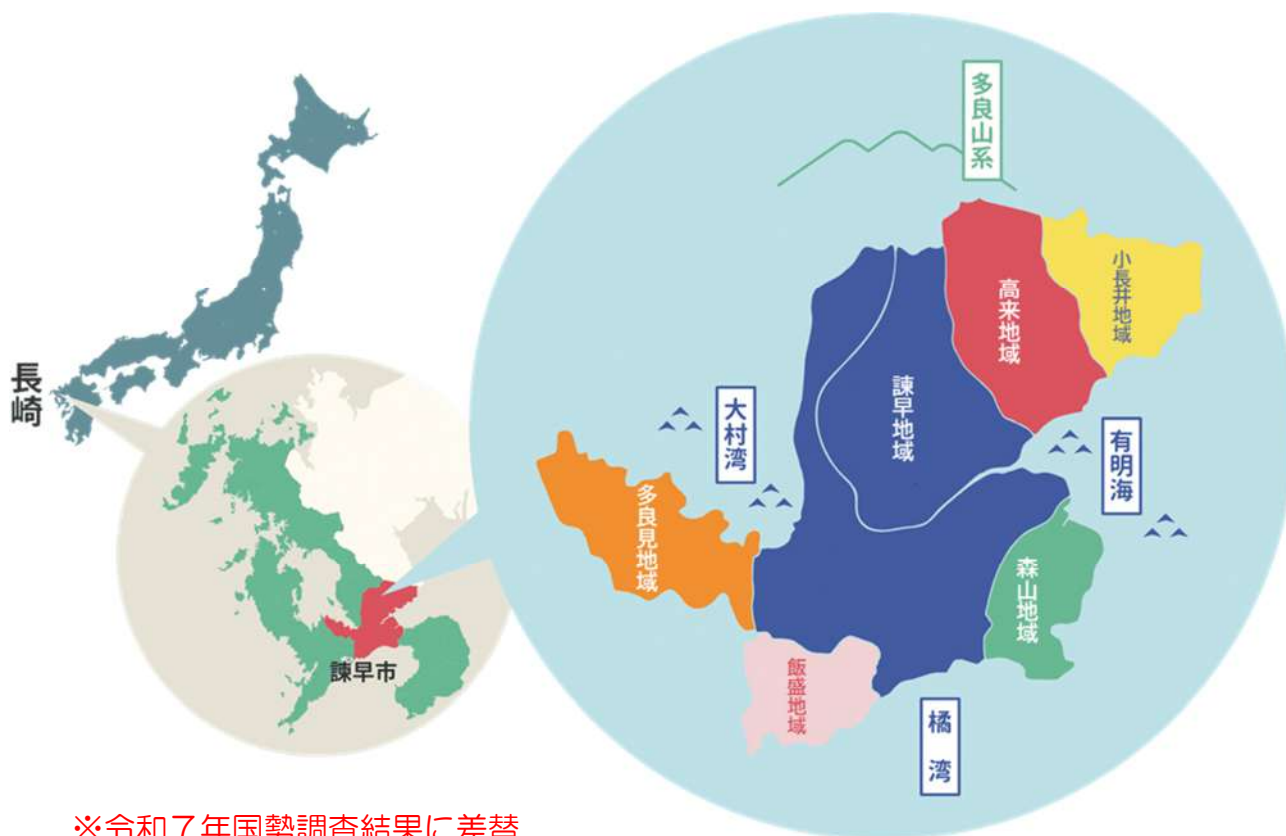 多良山系
小長井地域
高来地域
諫早地域
長崎
大村湾
有明海
多良見地域
森山地域
諫早市
飯盛地域
橘 湾
※令和7年国勢調査結果に差替